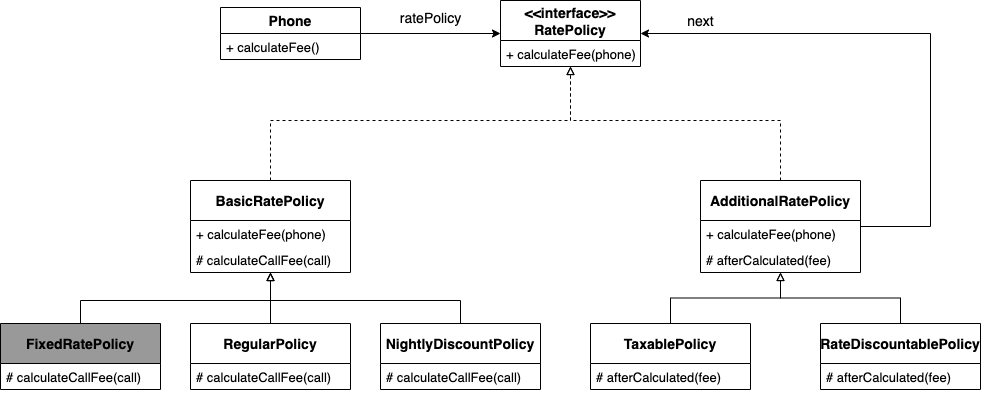 Phone
+ calculateFee()
ratePolicy
<<interface>>
RatePolicy
+ calculateFee(phone)
next
BasicRatePolicy
+ calculateFee(phone)
# calculateCallFee(call)
AdditionalRatePolicy
+ calculateFee(phone)
# afterCalculated(fee)
FixedRatePolicy
# calculateCallFee(call)
RegularPolicy
# calculateCallFee(call)
NightlyDiscountPolicy
# calculateCallFee(call)
TaxablePolicy
# afterCalculated(fee)
RateDiscountablePolicy
# afterCalculated(fee)